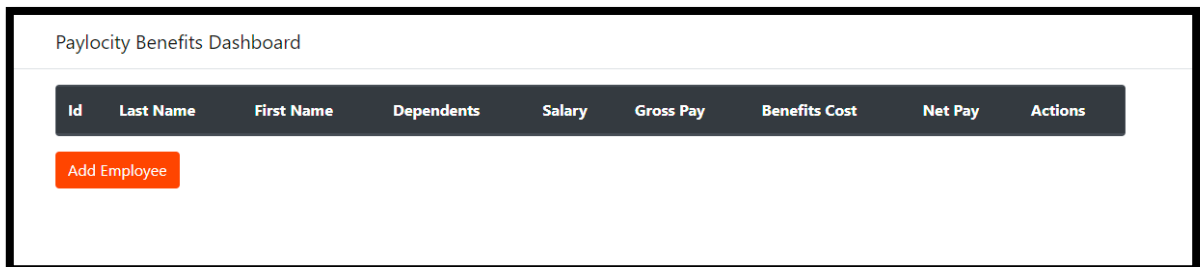 Paylocity Benefits Dashboard
Id Last Name First Name Dependents Salary Gross Pay Benefits Cost Net Pay Actions
Add Employee